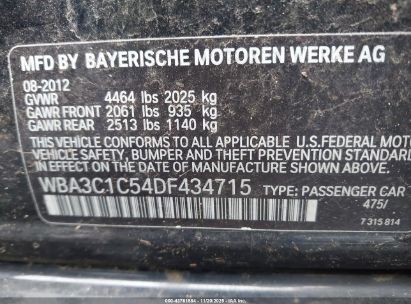 MFD BY BAYERISCHE MOTOREN WERKE AG
08-2012
GVWR 4464 lbs 2025 kg
GAWR FRONT 2061 lbs 935 kg
GAWR REAR 2513 lbs 1140 kg
THIS VEHICLE CONFORMS TO ALL APPLICABLE U.S. FEDERAL MOTOR
VEHICLE SAFETY, BUMPER AND THEFT PREVENTION STANDARDS
IN EFFECT ON THE DATE OF MANUFACTURE SHOWN ABOVE.
WBA3C1C54DF434715 TYPE: PASSENGER CAR
475/
7 315 814